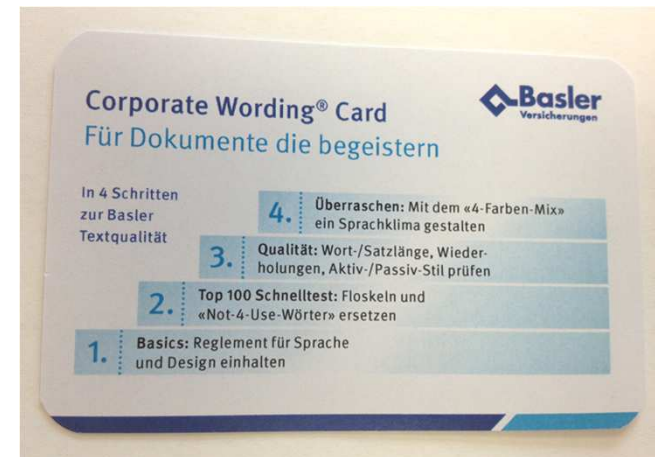 Corporate Wording® Card
Für Dokumente die begeistern
Basler
Versicherungen
In 4 Schritten
zur Basler
Textqualität
4.
Überraschen: Mit dem «4-Farben-Mix»
ein Sprachklima gestalten
3.
Qualität: Wort-/Satzlänge, Wieder-
holungen, Aktiv-/Passiv-Stil prüfen
2.
Top 100 Schnelltest: Floskeln und
«Not-4-Use-Wörter» ersetzen
1.
Basics: Reglement für Sprache
und Design einhalten